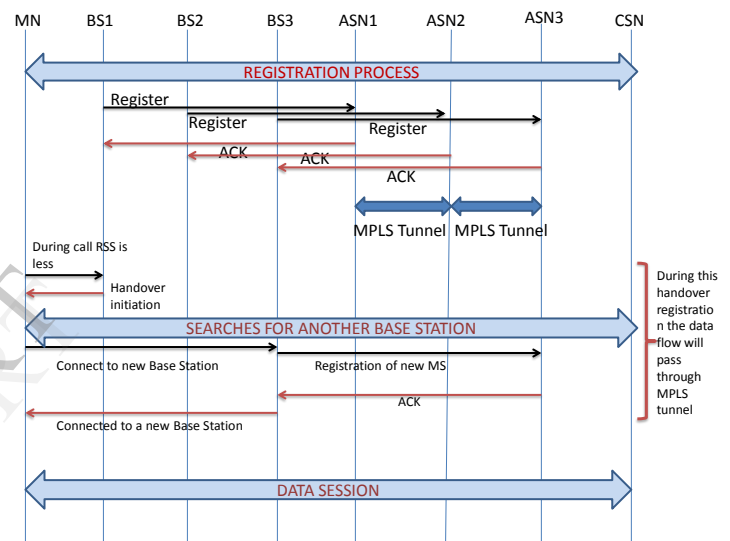 MN BS1 BS2 BS3 ASN1 ASN2 ASN3 CSN
REGISTRATION PROCESS
Register
Register
Register
ACK
ACK
ACK
MPLS Tunnel MPLS Tunnel
During call RSS is
less
Handover
initiation
SEARCHES FOR ANOTHER BASE STATION
Connect to new Base Station
Registration of new MS
ACK
Connected to a new Base Station
During this
handover
registratio
n the data
flow will
pass
through
MPLS
tunnel
DATA SESSION